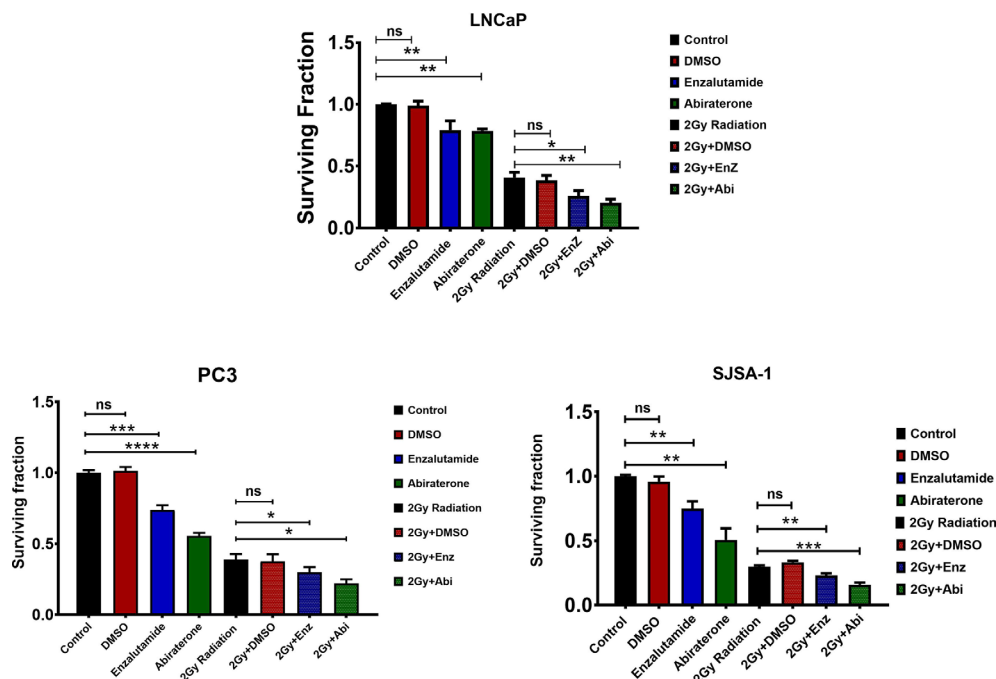 LNCaP
Surviving Fraction
1.5
1.0
0.5
0.0
ns
**
**
ns
*
**
Control
DMSO
Enzalutamide
Abiraterone
2Gy Radiation
2Gy+DMSO
2Gy+EnZ
2Gy+Abi
Control
DMSO
Enzalutamide
Abiraterone
2Gy Radiation
2Gy+DMSO
2Gy+EnZ
2Gy+Abi
PC3
Surviving fraction
1.5
1.0
0.5
0.0
ns
***
****
ns
*
*
Control
DMSO
Enzalutamide
Abiraterone
2Gy Radiation
2Gy+DMSO
2Gy+Enz
2Gy+Abi
Control
DMSO
Enzalutamide
Abiraterone
2Gy Radiation
2Gy+DMSO
2Gy+Enz
2Gy+Abi
SJSA-1
Surviving fraction
1.5
1.0
0.5
0.0
ns
**
**
ns
**
***
Control
DMSO
Enzalutamide
Abiraterone
2Gy Radiation
2Gy+DMSO
2Gy+Enz
2Gy+Abi
Control
DMSO
Enzalutamide
Abiraterone
2Gy Radiation
2Gy+DMSO
2Gy+Enz
2Gy+Abi